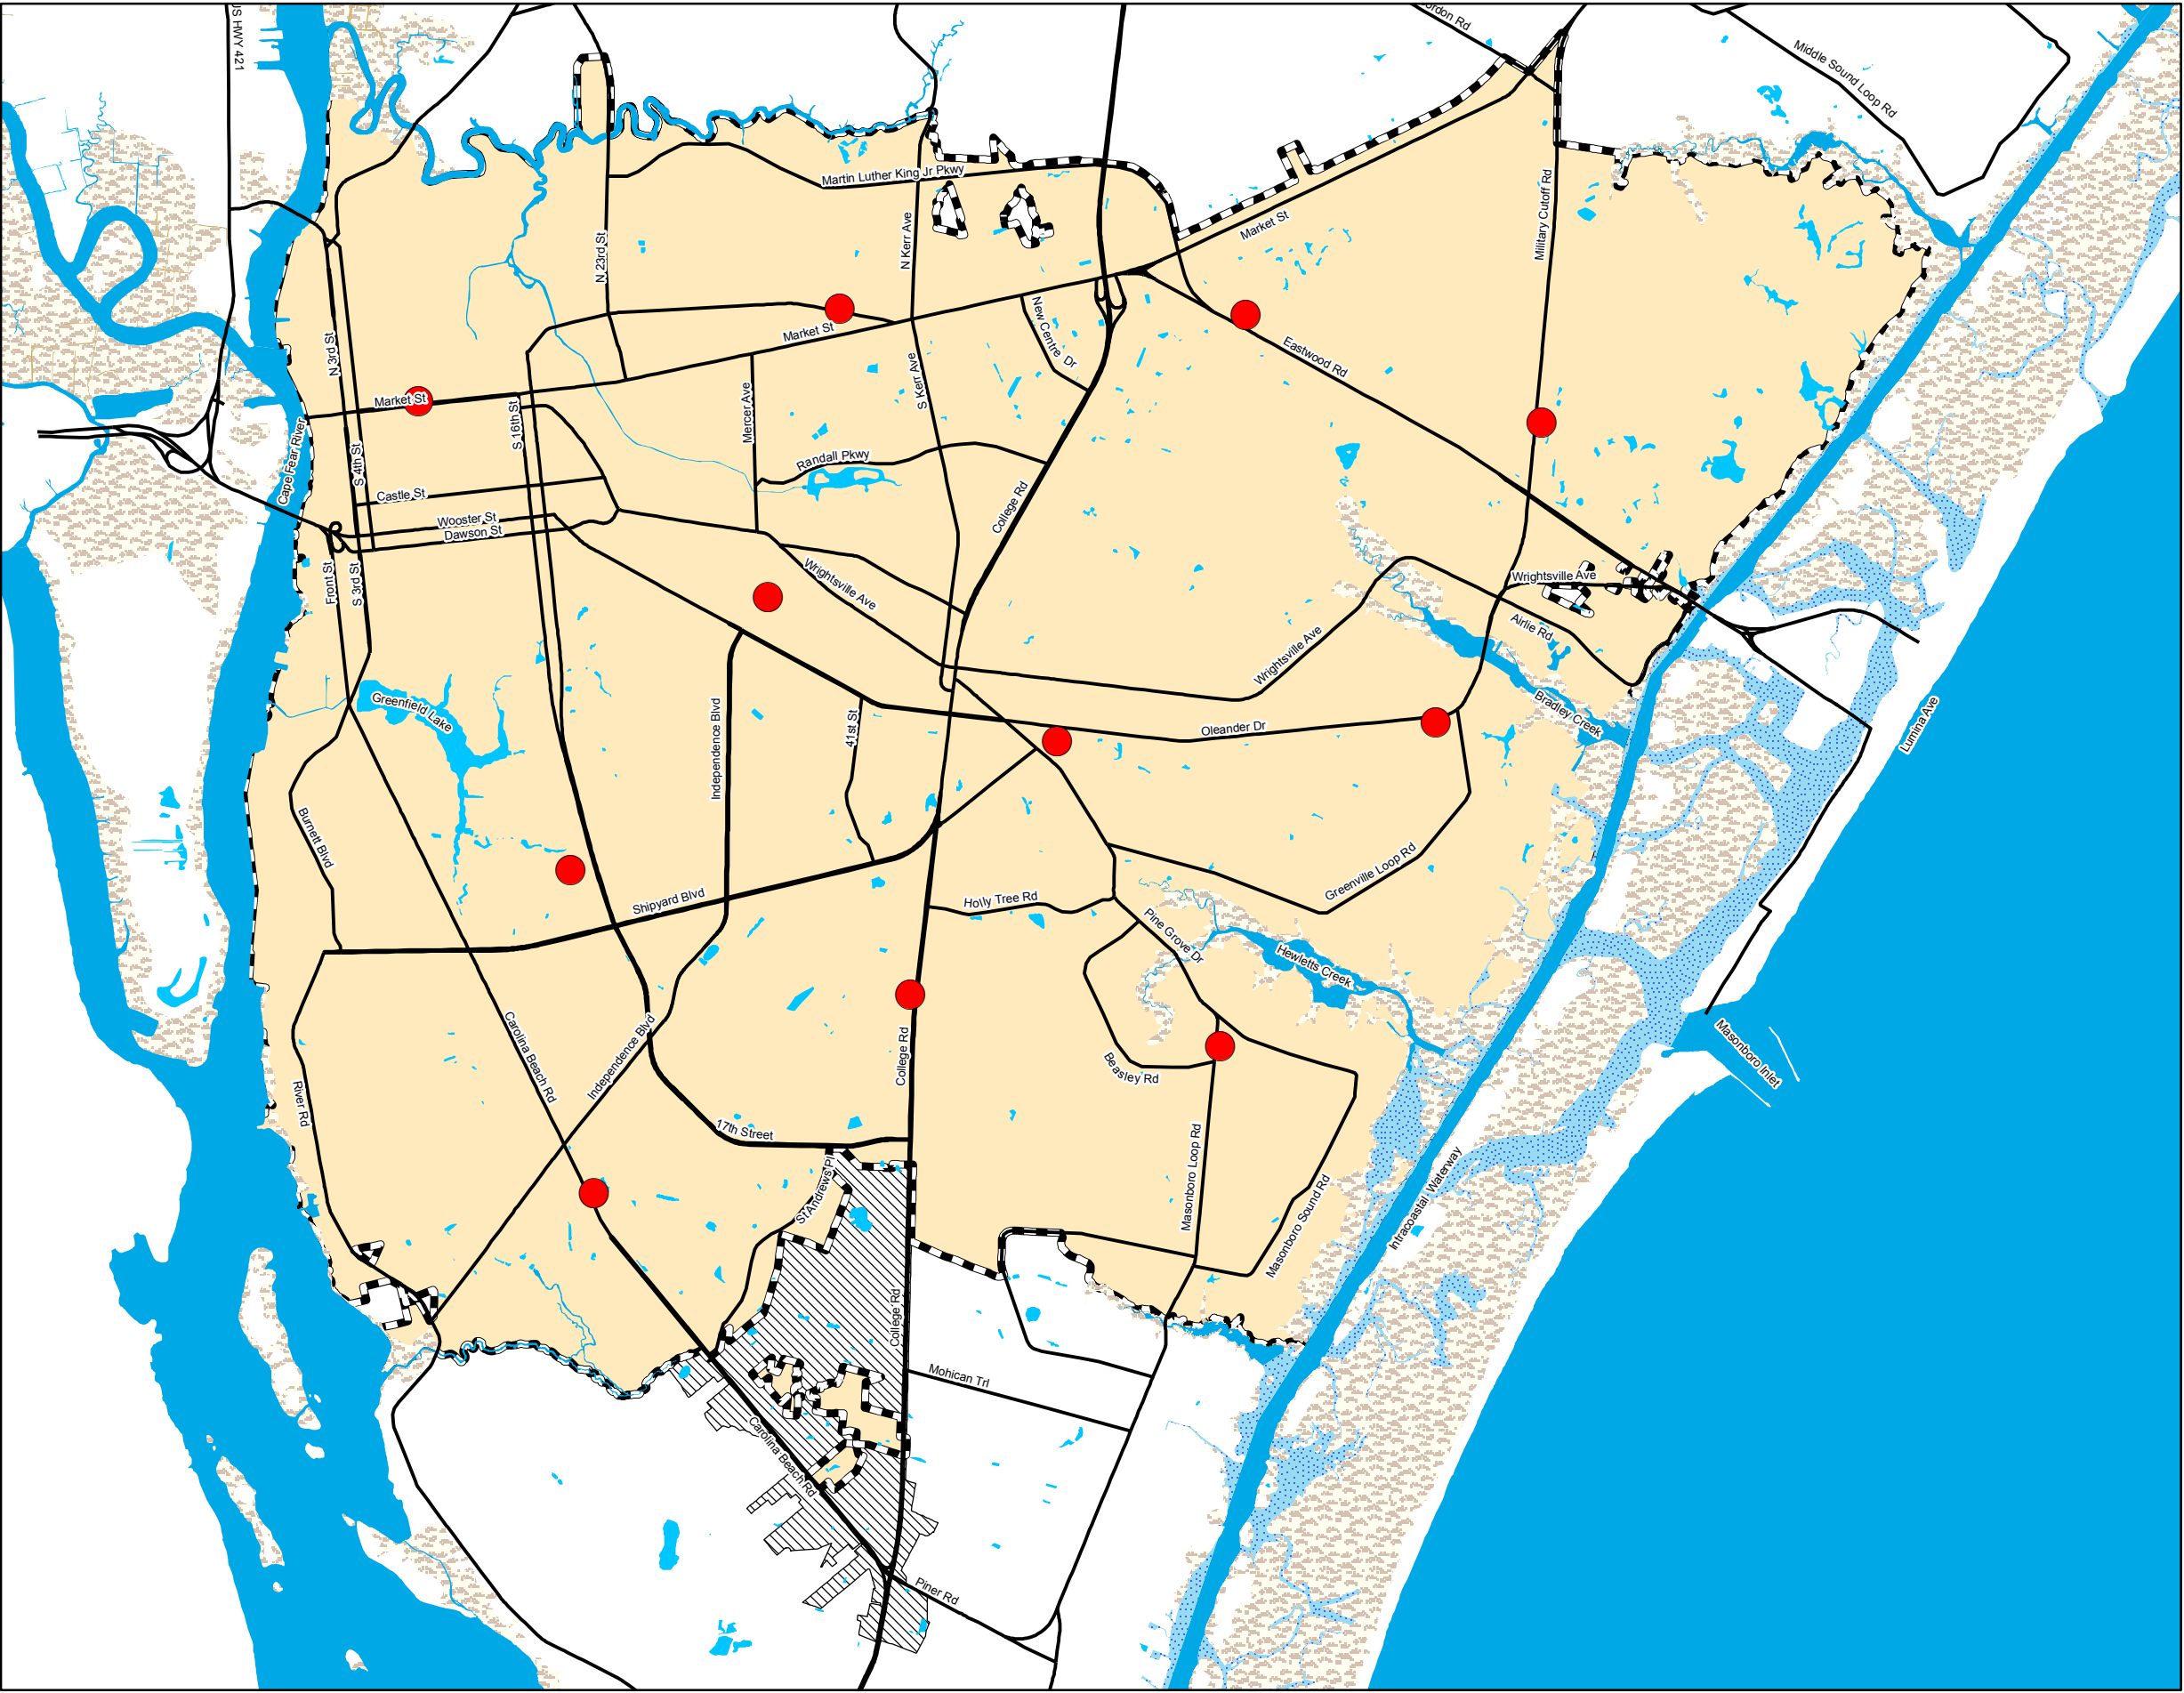 US HWY 421
Gordon Rd
Middle Sound Loop Rd
Martin Luther King Jr Pkwy
Military Cutoff Rd
N Kerr Ave
Market St
N 23rd St
New Centre Dr
Market St
N 3rd St
Eastwood Rd
S Kerr Ave
Market St
Mercer Ave
S 16th St
Cape Fear River
S 4th St
Randall Pkwy
Castle St
College Rd
Wooster St
Dawson St
Front St
S 3rd St
Wrightsville Ave
Wrightsville Ave
Airlie Rd
Wrightsville Ave
Greenfield Lake
Independence Blvd
41st St
Oleander Dr
Bradley Creek
Lumina Ave
Burnett Blvd
Greenville Loop Rd
Shipyard Blvd
Holly Tree Rd
Pine Grove Dr
Hewletts Creek
Carolina Beach Rd
Independence Blvd
College Rd
Beasley Rd
Masonboro Inlet
River Rd
17th Street
St Andrews Pl
Masonboro Loop Rd
Masonboro Sound Rd
Intracoastal Waterway
College Rd
Mohican Trl
Carolina Beach Rd
Piner Rd